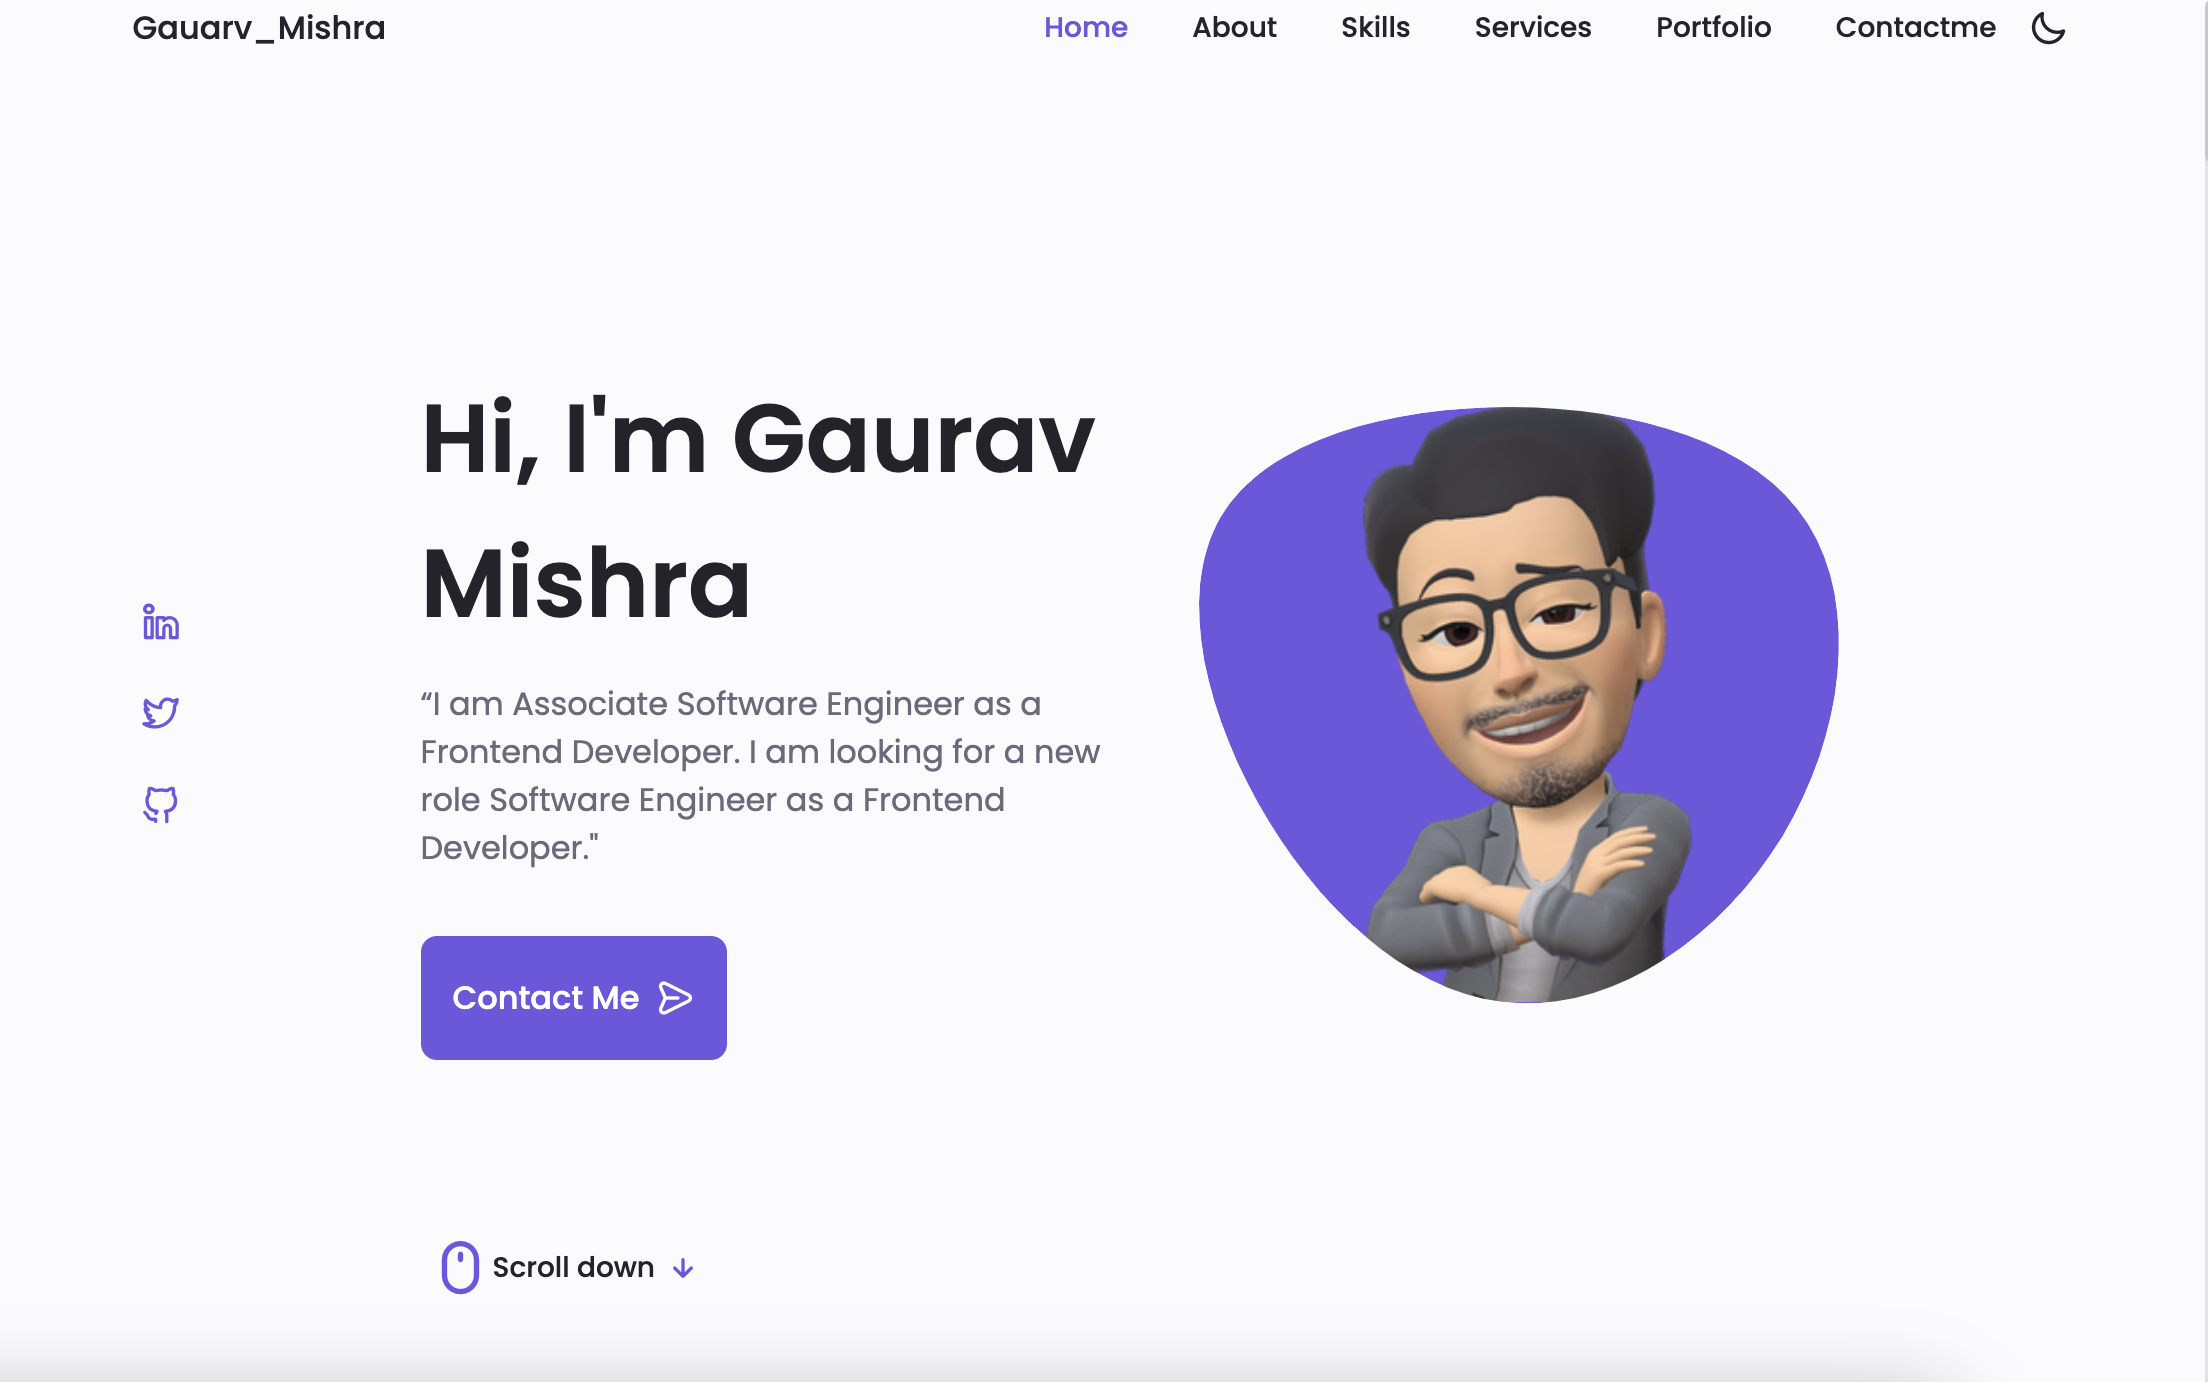 Gauarv_Mishra
Home About Skills Services Portfolio Contactme
Hi, I'm Gaurav
Mishra
“I am Associate Software Engineer as a
Frontend Developer. I am looking for a new
role Software Engineer as a Frontend
Developer."
Contact Me
Scroll down